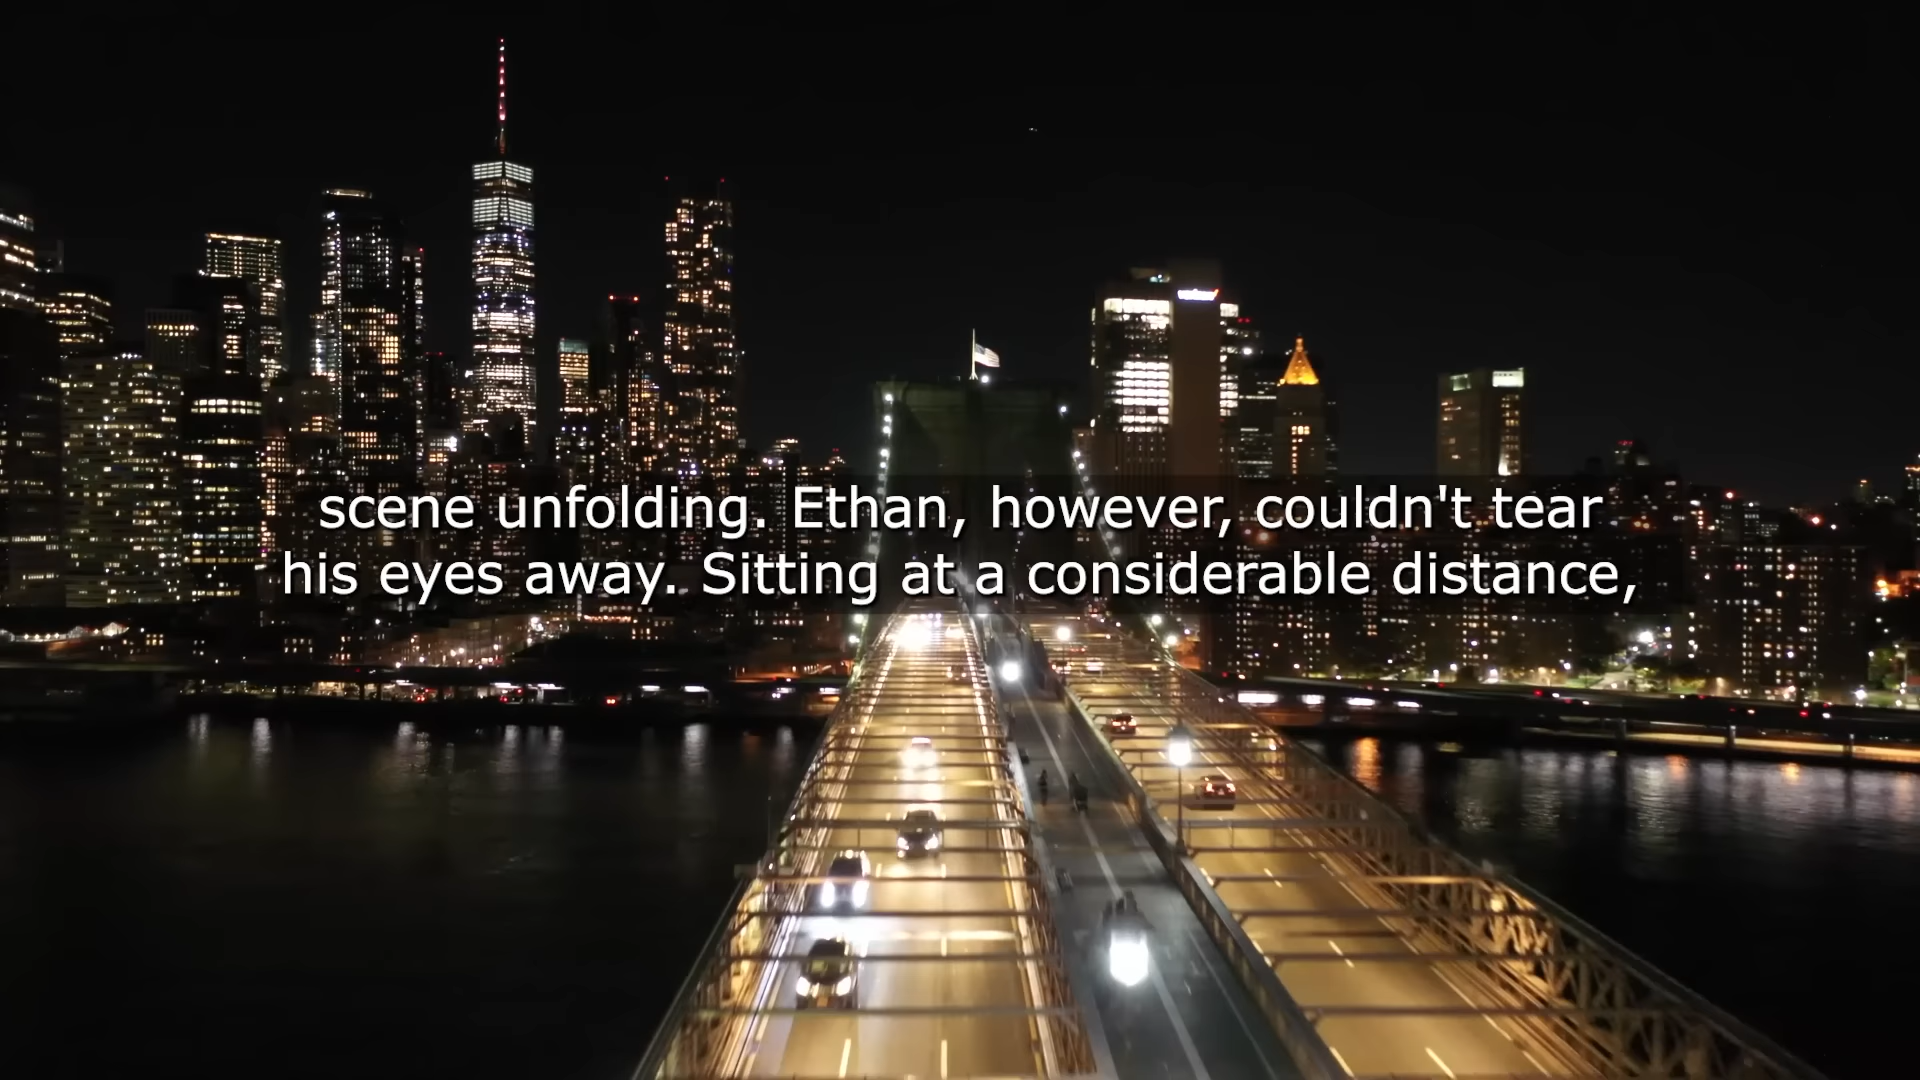 scene unfolding. Ethan, however, couldn't tear
his eyes away. Sitting at a considerable distance,